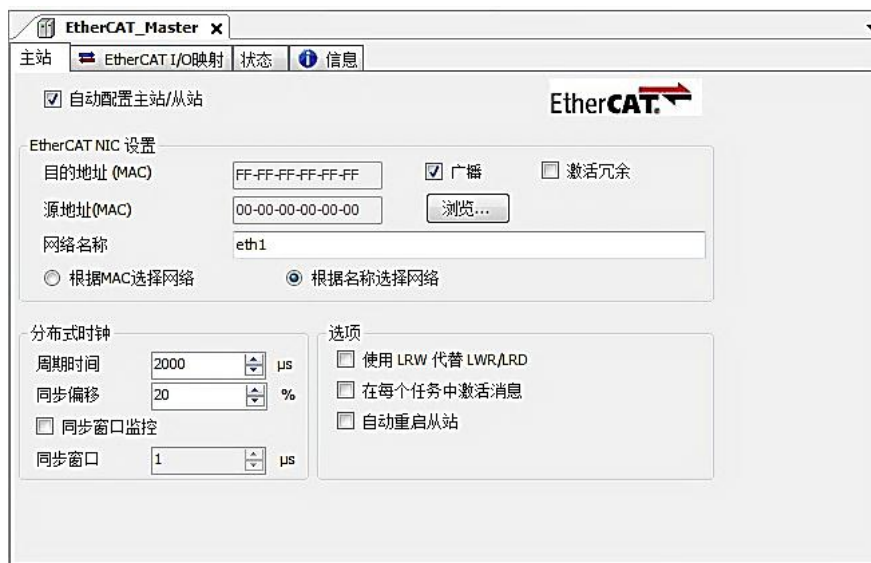 EtherCAT_Master x
主站 EtherCAT I/O映射 状态 信息
自动配置主站/从站
EtherCAT
EtherCAT NIC 设置
目的地址 (MAC) FF-FF-FF-FF-FF-FF 广播 激活冗余
源地址(MAC) 00-00-00-00-00-00 浏览...
网络名称 eth1
根据MAC选择网络 根据名称选择网络
分布式时钟
周期时间 2000 µs
同步偏移 20 %
同步窗口监控
同步窗口 1 µs
选项
使用 LRW 代替 LWR/LRD
在每个任务中激活消息
自动重启从站